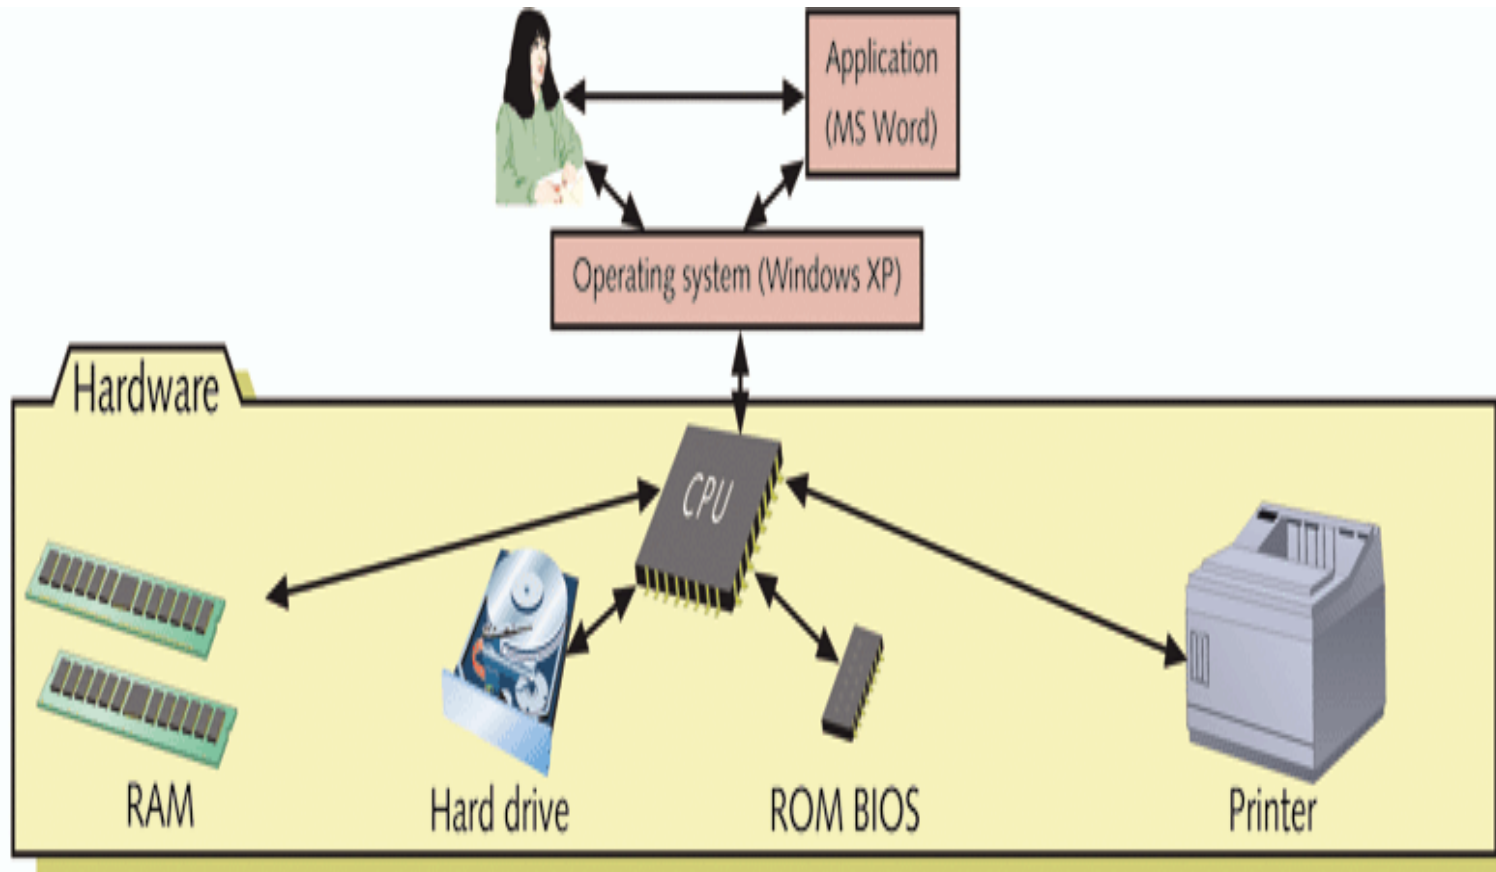 Application
(MS Word)
Operating system (Windows XP)
Hardware
CPU
RAM
Hard drive
ROM BIOS
Printer